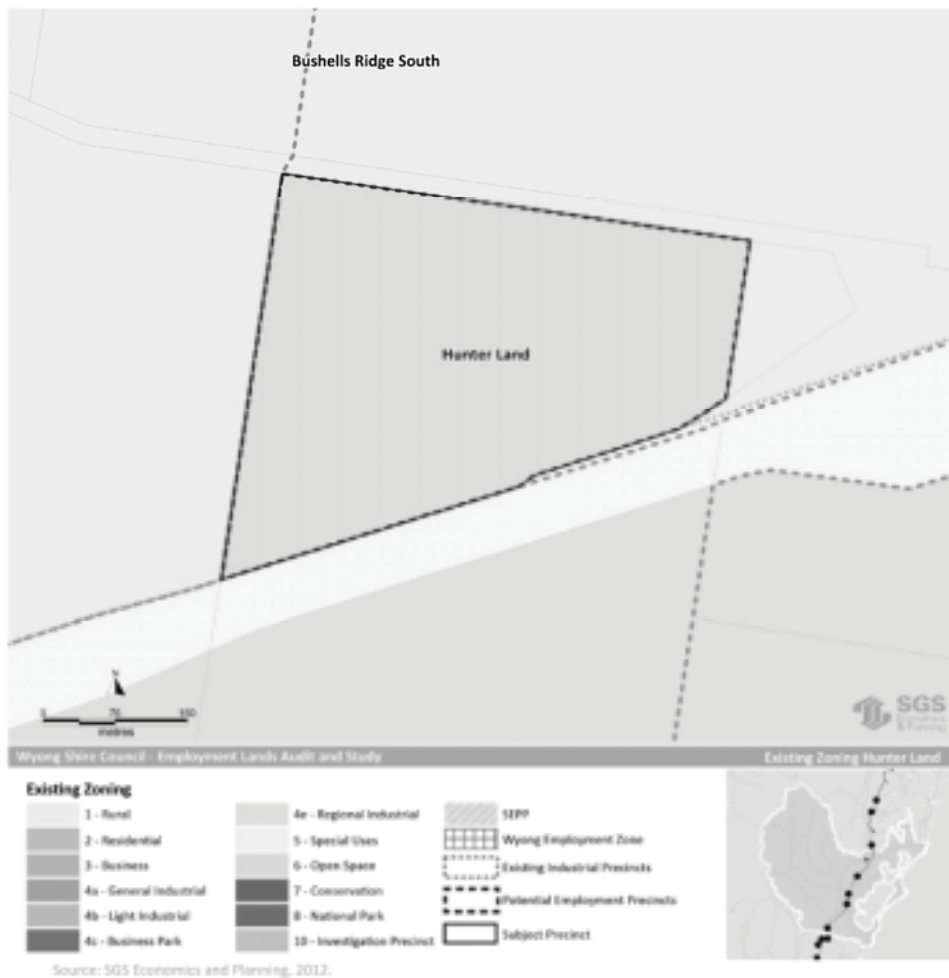 Bushells Ridge South
Hunter Land
N
0 70 150
metres
SGS
Economics
& Planning
Wyong Shire Council - Employment Lands Audit and Study
Existing Zoning Hunter Land
Existing Zoning
1 - Rural
2 - Residential
3 - Business
4a - General Industrial
4b - Light Industrial
4c - Business Park
4e - Regional Industrial
5 - Special Uses
6 - Open Space
7 - Conservation
8 - National Park
10 - Investigation Precinct
SEPP
Wyong Employment Zone
Existing Industrial Precincts
Potential Employment Precincts
Subject Precinct
Source: SGS Economics and Planning, 2012.